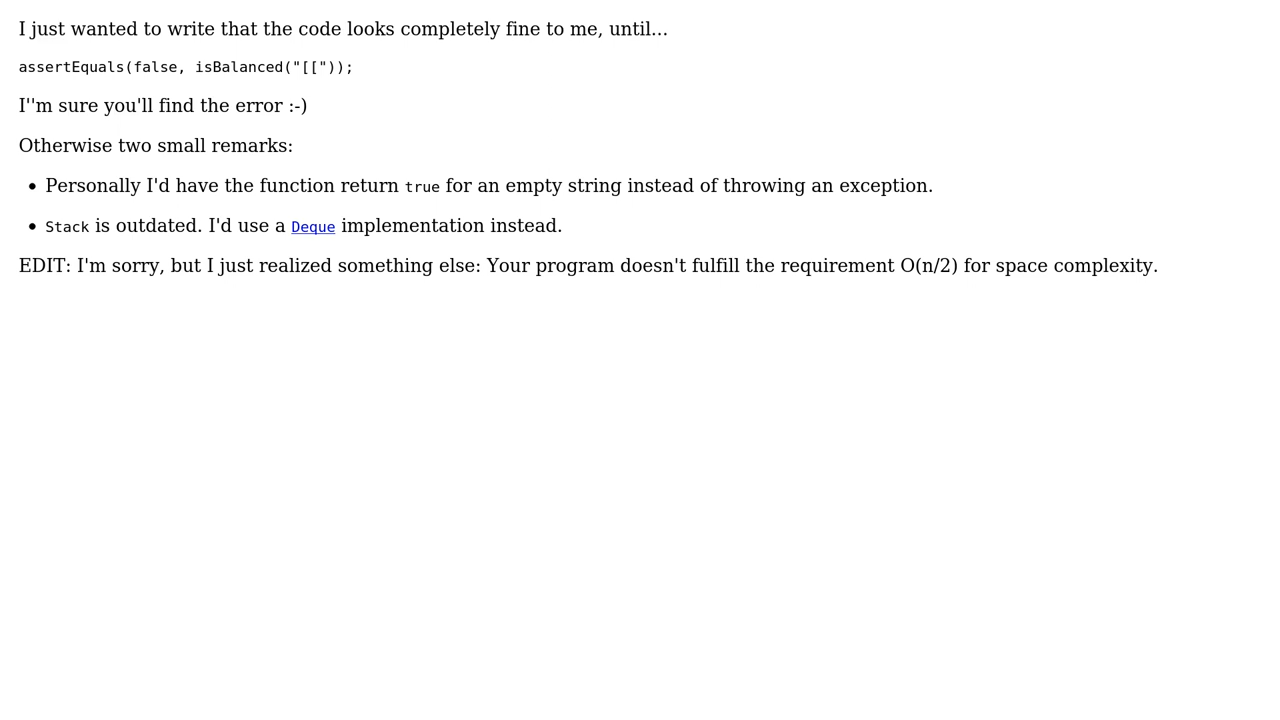 I just wanted to write that the code looks completely fine to me, until...
assertEquals(false, isBalanced("[["));
I''m sure you'll find the error :-)
Otherwise two small remarks:
• Personally I'd have the function return true for an empty string instead of throwing an exception.
• Stack is outdated. I'd use a Deque implementation instead.
EDIT: I'm sorry, but I just realized something else: Your program doesn't fulfill the requirement O(n/2) for space complexity.